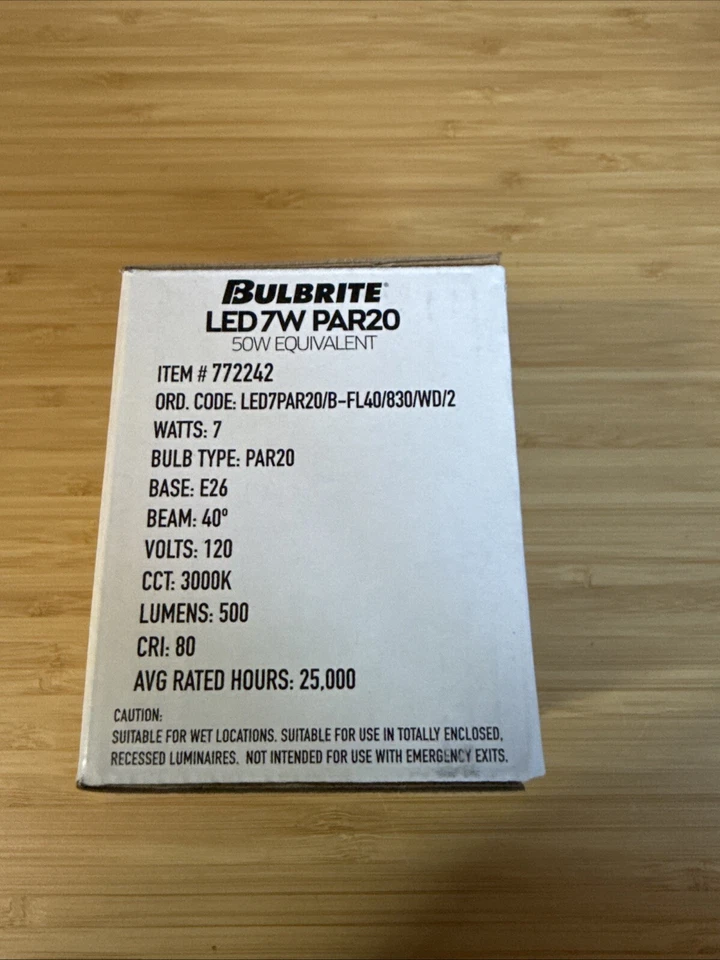 BULBRITE®
LED 7W PAR20
50W EQUIVALENT
ITEM # 772242
ORD. CODE: LED7PAR20/B-FL40/830/WD/2
WATTS: 7
BULB TYPE: PAR20
BASE: E26
BEAM: 40°
VOLTS: 120
CCT: 3000K
LUMENS: 500
CRI: 80
AVG RATED HOURS: 25,000
CAUTION:
SUITABLE FOR WET LOCATIONS. SUITABLE FOR USE IN TOTALLY ENCLOSED,
RECESSED LUMINAIRES. NOT INTENDED FOR USE WITH EMERGENCY EXITS.